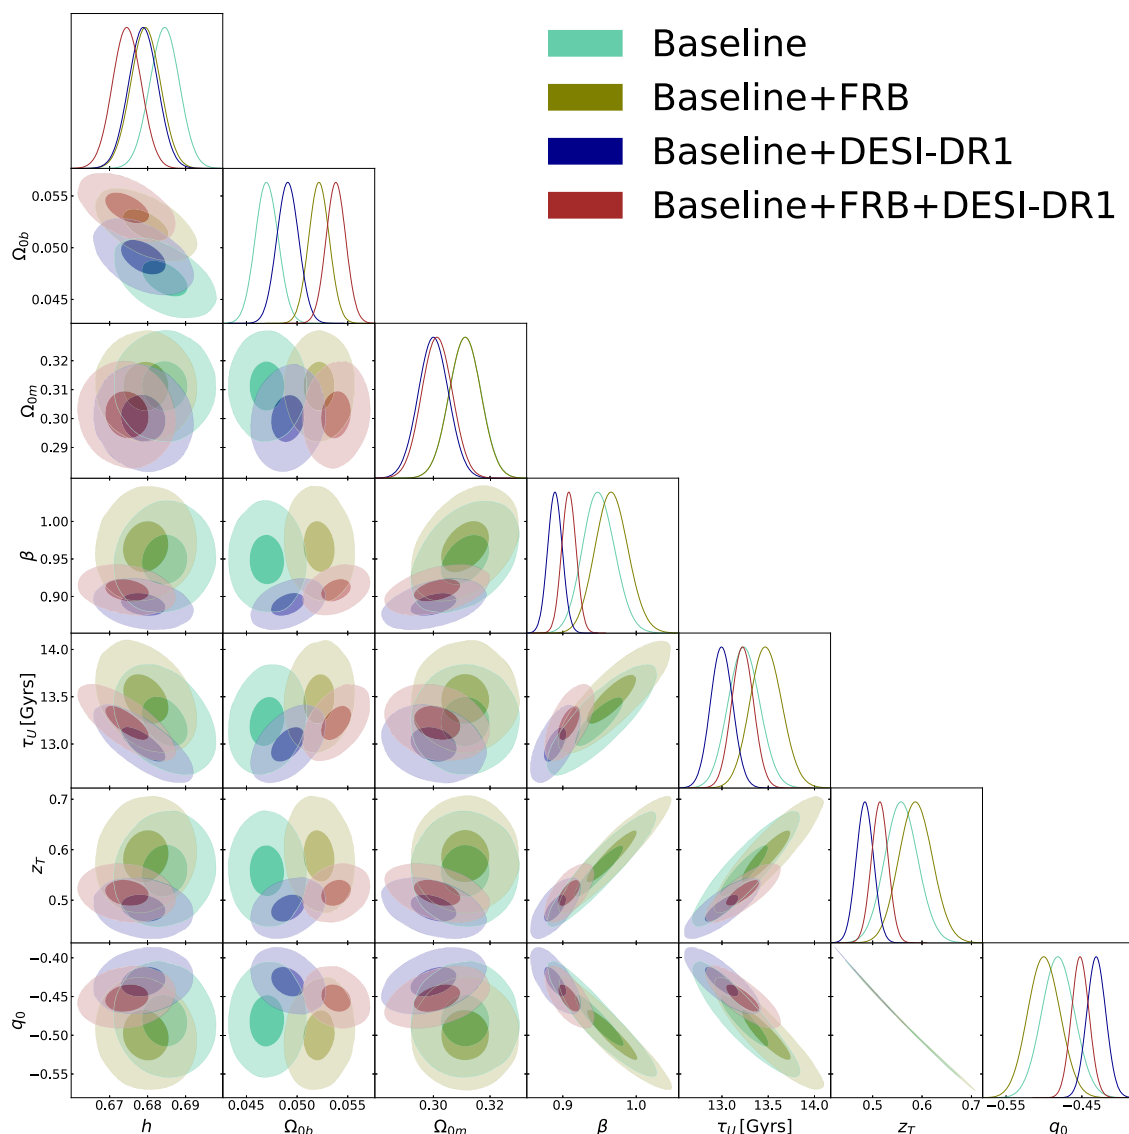 Baseline
Baseline+FRB
Baseline+DESI-DR1
Baseline+FRB+DESI-DR1
0.055
0.050
0.045
Ω0b
0.32
0.31
0.30
0.29
Ω0m
1.00
0.95
0.90
β
14.0
13.5
13.0
τU [Gyrs]
0.7
0.6
0.5
zT
−0.40
−0.45
−0.50
−0.55
q0
0.67 0.68 0.69 0.045 0.050 0.055 0.30 0.32 0.9 1.0 13.0 13.5 14.0 0.5 0.6 0.7 −0.55 −0.45
h Ω0b Ω0m β τU [Gyrs] zT q0